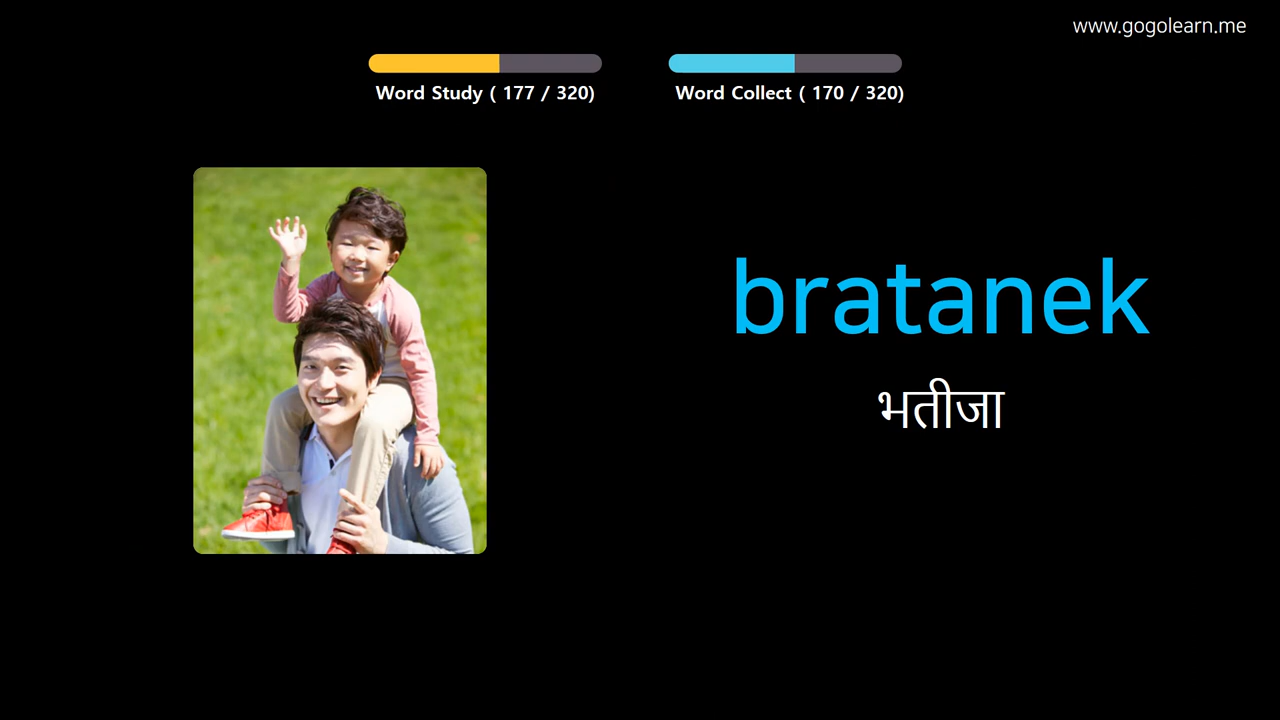 www.gogolearn.me
Word Study ( 177 / 320)
Word Collect ( 170 / 320)
bratanek
भतीजा